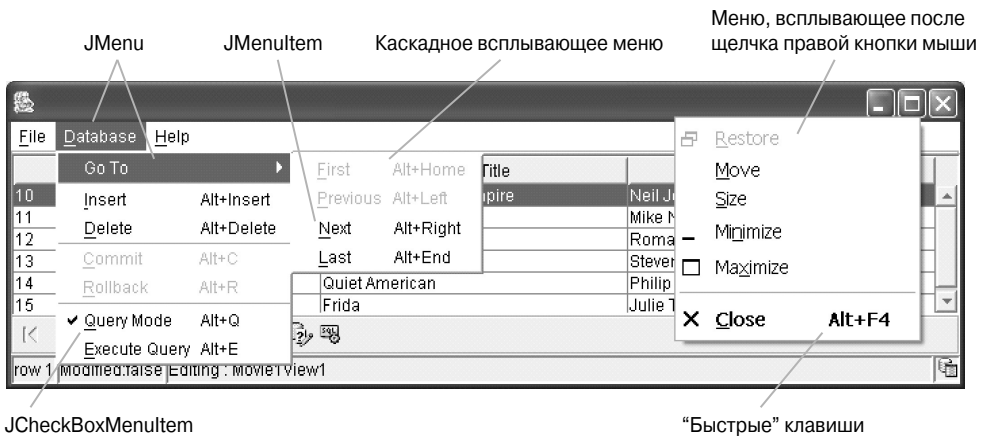 Меню, всплывающее после
щелчка правой кнопки мыши
JMenu
JMenuItem
Каскадное всплывающее меню
File Database Help
Go To
Insert Alt+Insert
Delete Alt+Delete
Commit Alt+C
Rollback Alt+R
Query Mode Alt+Q
Execute Query Alt+E
First Alt+Home
Previous Alt+Left
Next Alt+Right
Last Alt+End
Title
10 Neil
11 Mike
12 Roma
13 Steve
14 Quiet American Philip
15 Frida Julie
Restore
Move
Size
Minimize
Maximize
Close Alt+F4
row 1 Modified:false Editing : Movie1View1
JCheckBoxMenuItem
“Быстрые” клавиши